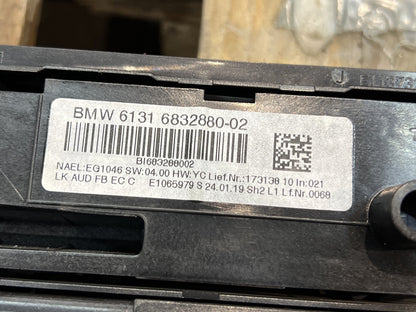 BMW 6131 6832880-02
BI683288002
NAEL:EG1046 SW:04.00 HW:YC Lief.Nr.:173138 10 In:021
LK AUD FB EC C E1065979 S 24.01.19 Sh2 L1 Lf.Nr.0068